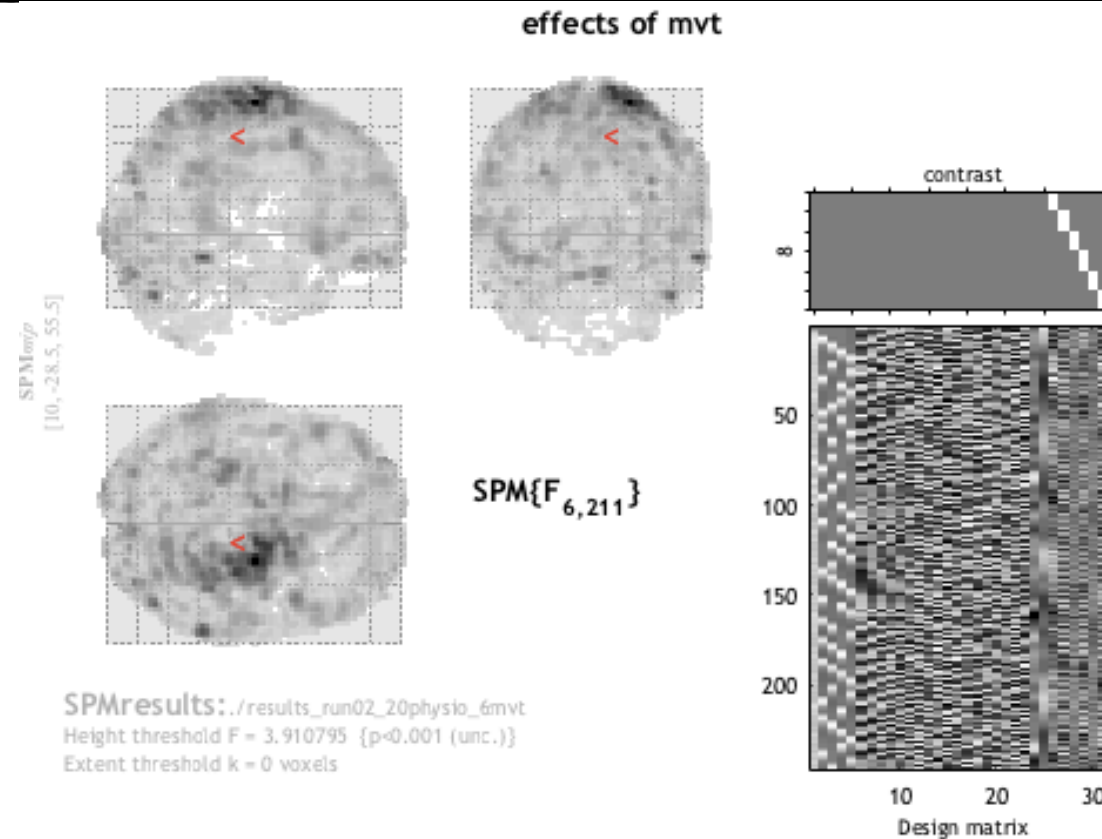 effects of mvt
contrast
8
SPMmip
[10, -28.5, 55.5]
SPM{F6,211}
50
100
150
200
10 20 30
Design matrix
SPMresults:./results_run02_20physio_6mvt
Height threshold F = 3.910795 {p<0.001 (unc.)}
Extent threshold k = 0 voxels